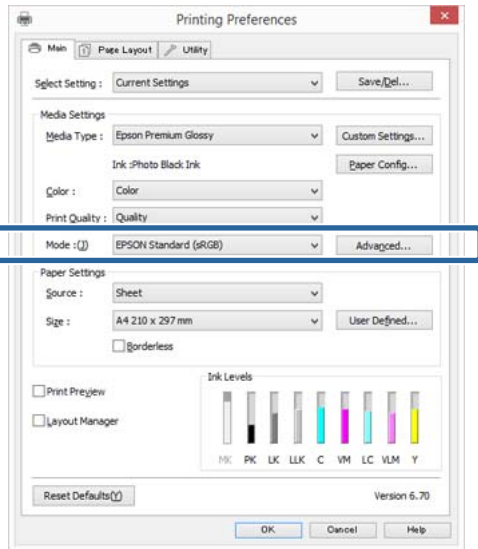 Printing Preferences
Main Page Layout Utility
Select Setting : Current Settings Save/Del...
Media Settings
Media Type : Epson Premium Glossy Custom Settings...
Ink :Photo Black Ink Paper Config...
Color : Color
Print Quality : Quality
Mode :(J) EPSON Standard (sRGB) Advanced...
Paper Settings
Source : Sheet
Size : A4 210 x 297 mm User Defined...
Borderless
Print Preview
Layout Manager
Ink Levels
MK PK LK LLK C VM LC VLM Y
Reset Defaults(Y) Version 6.70
OK Cancel Help